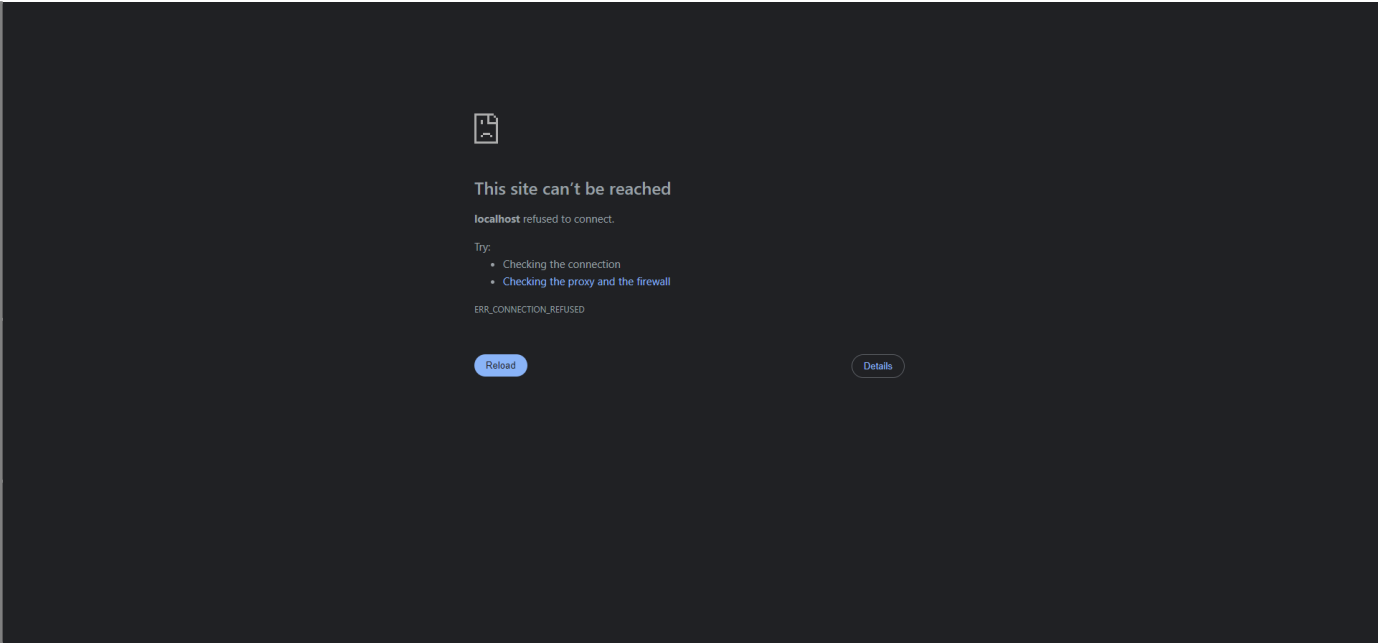 This site can’t be reached
localhost refused to connect.
Try:
Checking the connection
Checking the proxy and the firewall
ERR_CONNECTION_REFUSED
Reload
Details